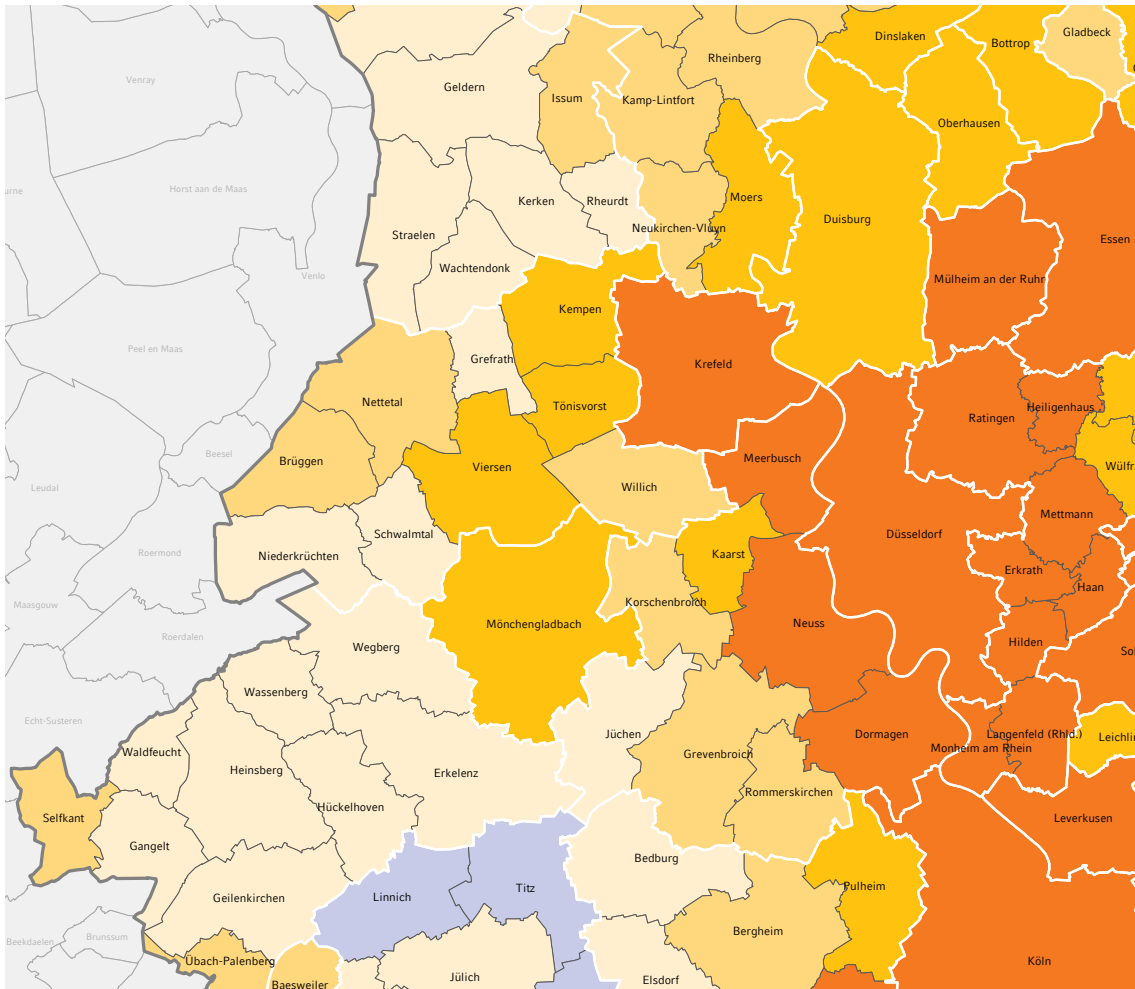 Dinslaken
Bottrop
Gladbeck
Rheinberg
Venray
Geldern
Issum
Kamp-Lintfort
Oberhausen
Horst aan de Maas
urne
Kerken
Rheurdt
Moers
Duisburg
Straelen
Neukirchen-Vluyn
Essen
Wachtendonk
Venlo
Mülheim an der Ruhr
Kempen
Peel en Maas
Grefrath
Krefeld
Nettetal
Tönisvorst
Heiligenhaus
Ratingen
Beesel
Brüggen
Viersen
Meerbusch
Wülfr
Leudal
Willich
Mettmann
Schwalmtal
Düsseldorf
Roermond
Niederkrüchten
Kaarst
Erkrath
Haan
Maasgouw
Korschenbroich
Mönchengladbach
Neuss
Roerdalen
Wegberg
Hilden
So
Wassenberg
Echt-Susteren
Jüchen
Dormagen
Langenfeld (Rhld.)
Leichlin
Monheim am Rhein
Waldfeucht
Grevenbroich
Heinsberg
Erkelenz
Rommerskirchen
Hückelhoven
Selfkant
Leverkusen
Gangelt
Bedburg
Titz
Pulheim
Linnich
Geilenkirchen
Bergheim
Brunssum
Beekdaelen
Übach-Palenberg
Köln
Jülich
Elsdorf
Baesweiler